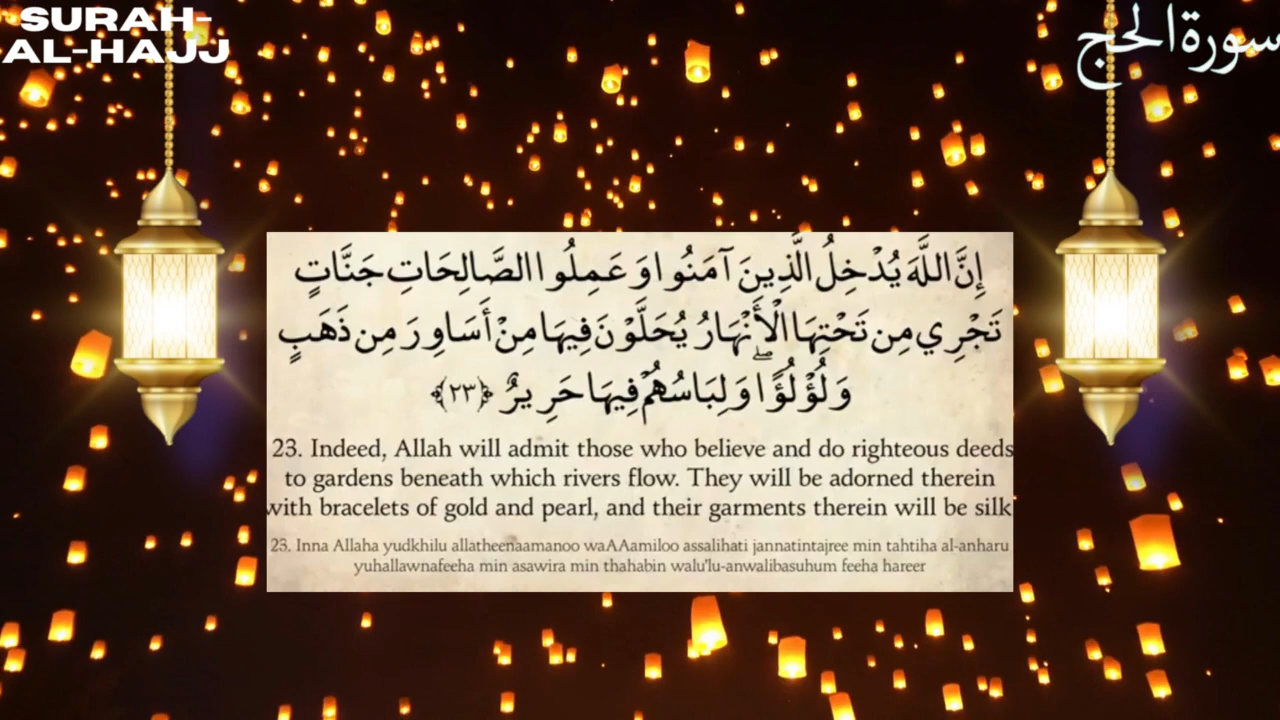 SURAH-
AL-HAJJ
سورة الحج
إِنَّ اللَّهَ يُدْخِلُ الَّذِينَ آمَنُوا وَعَمِلُوا الصَّالِحَاتِ جَنَّاتٍ
تَجْرِي مِن تَحْتِهَا الْأَنْهَارُ يُحَلَّوْنَ فِيهَا مِنْ أَسَاوِرَ مِن ذَهَبٍ
وَلُؤْلُؤًا ۖ وَلِبَاسُهُمْ فِيهَا حَرِيرٌ ﴿٢٣﴾
23. Indeed, Allah will admit those who believe and do righteous deeds
to gardens beneath which rivers flow. They will be adorned therein
with bracelets of gold and pearl, and their garments therein will be silk
23. Inna Allaha yudkhilu allatheenaamanoo waAAamiloo assalihati jannatintajree min tahtiha al-anharu
yuhallawnafeeha min asawira min thahabin walu'lu-anwalibasuhum feeha hareer